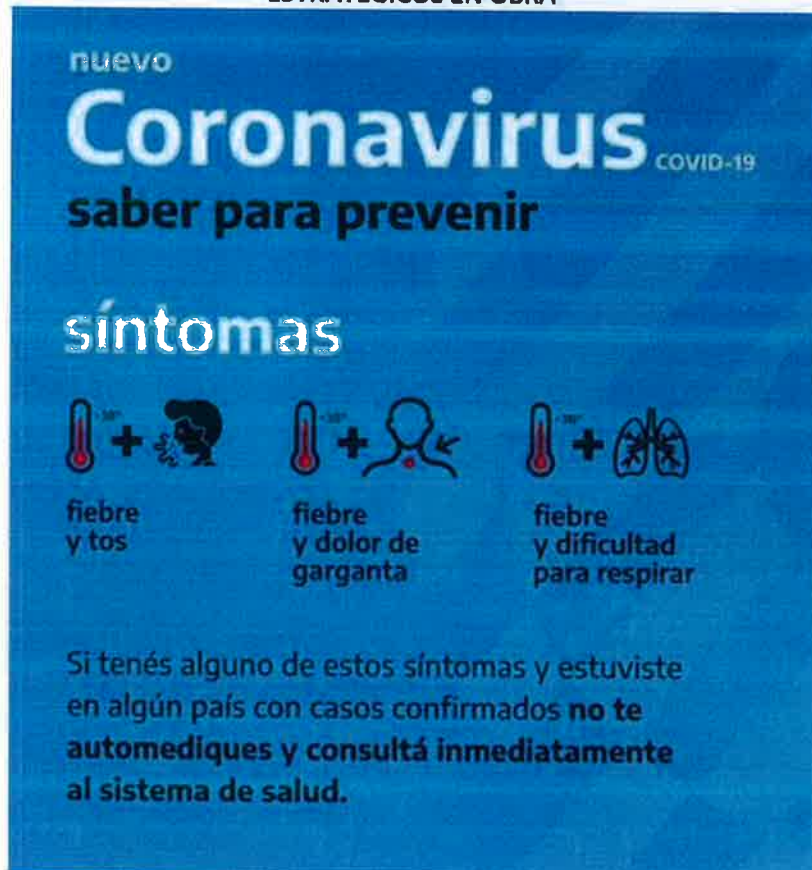 nuevo
Coronavirus COVID-19
saber para prevenir
síntomas
fiebre
y tos
fiebre
y dolor de
garganta
fiebre
y dificultad
para respirar
Si tenés alguno de estos síntomas y estuviste
en algún país con casos confirmados no te
automediques y consultá inmediatamente
al sistema de salud.